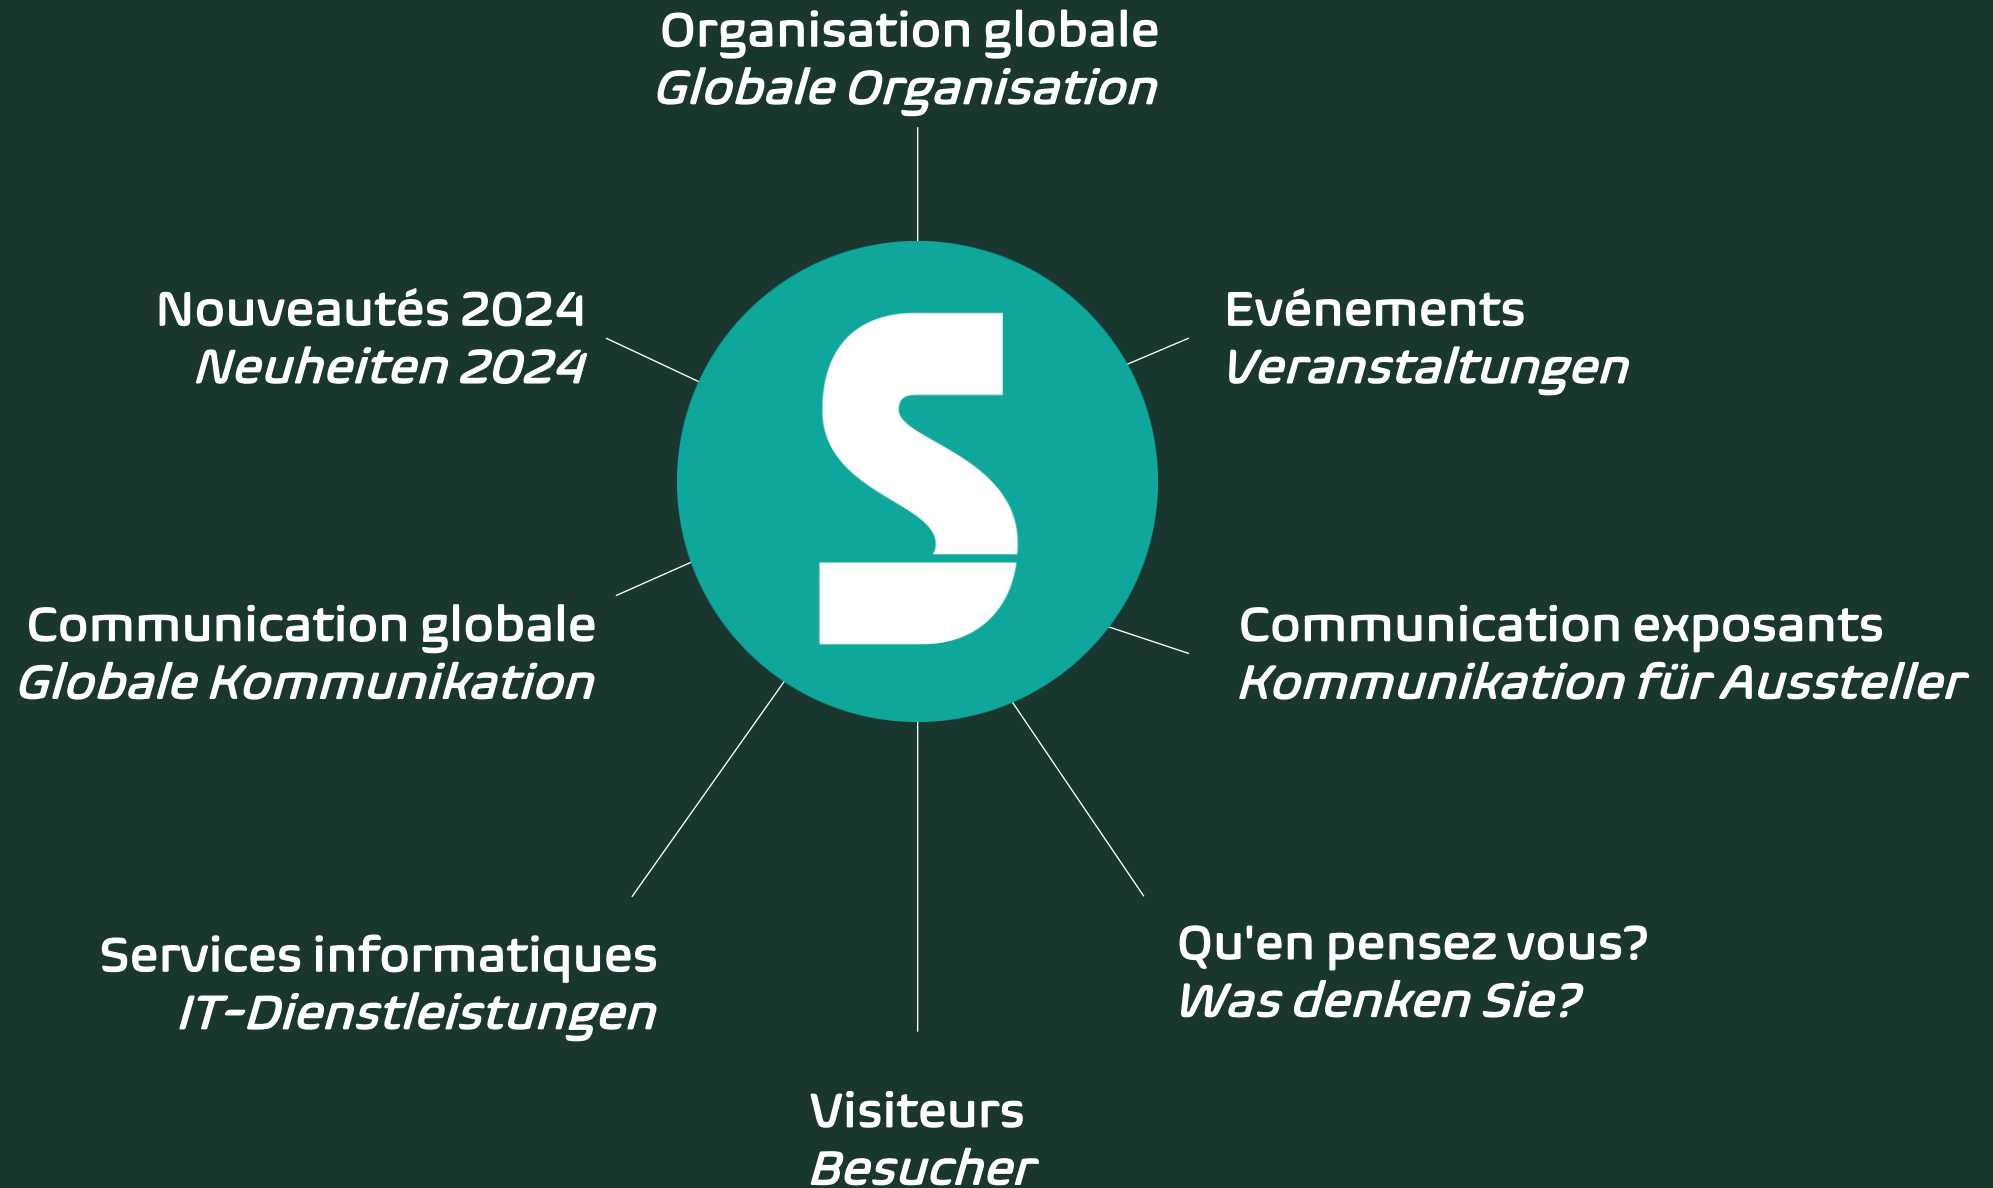 Organisation globale
Globale Organisation
Nouveautés 2024
Neuheiten 2024
Evénements
Veranstaltungen
S
Communication globale
Globale Kommunikation
Communication exposants
Kommunikation für Aussteller
Services informatiques
IT-Dienstleistungen
Qu'en pensez vous?
Was denken Sie?
Visiteurs
Besucher